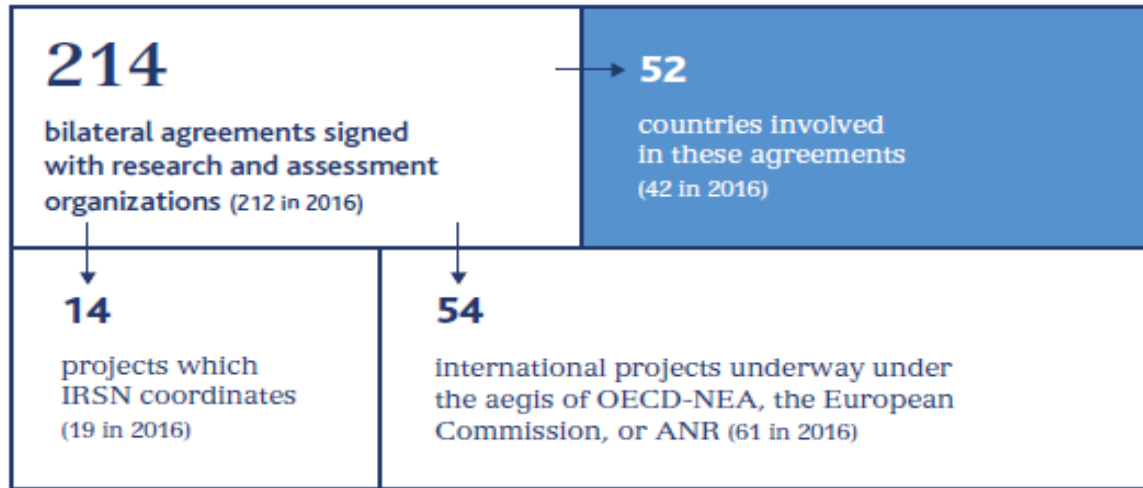 214
bilateral agreements signed
with research and assessment
organizations (212 in 2016)
52
countries involved
in these agreements
(42 in 2016)
14
projects which
IRSN coordinates
(19 in 2016)
54
international projects underway under
the aegis of OECD-NEA, the European
Commission, or ANR (61 in 2016)